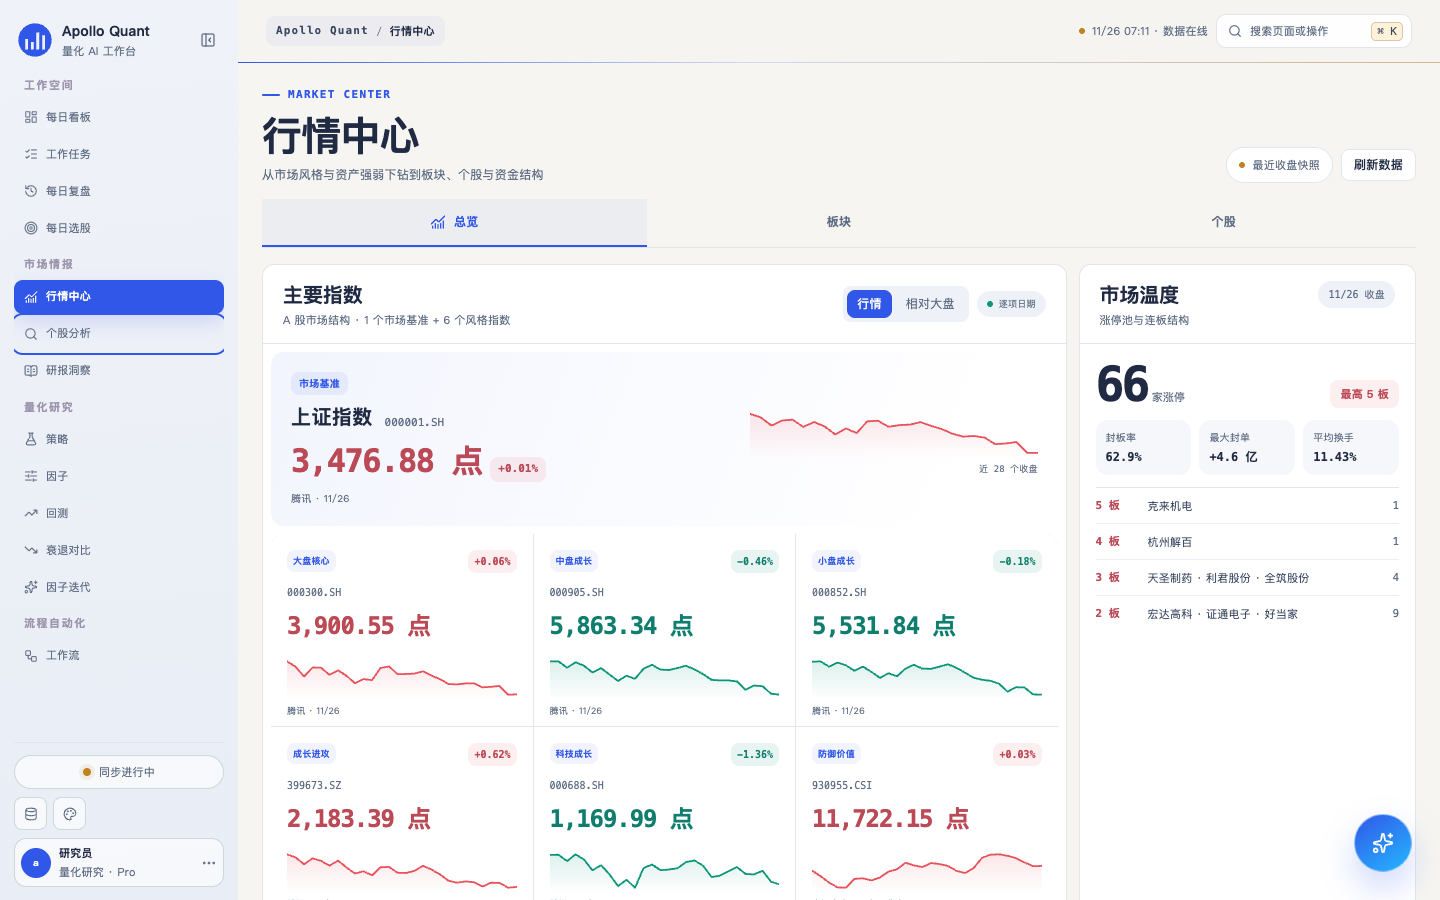 Apollo Quant
量化 AI 工作台
工作空间
每日看板
工作任务
每日复盘
每日选股
市场情报
行情中心
个股分析
研报洞察
量化研究
策略
因子
回测
衰退对比
因子迭代
流程自动化
工作流
同步进行中
a
研究员
量化研究 · Pro
Apollo Quant / 行情中心
11/26 07:11 · 数据在线
搜索页面或操作
⌘ K
MARKET CENTER
行情中心
从市场风格与资产强弱下钻到板块、个股与资金结构
最近收盘快照
刷新数据
总览
板块
个股
主要指数
A 股市场结构 · 1 个市场基准 + 6 个风格指数
行情
相对大盘
逐项日期
市场基准
上证指数 000001.SH
3,476.88 点 +0.01%
腾讯 · 11/26
近 28 个收盘
大盘核心 +0.06%
000300.SH
3,900.55 点
腾讯 · 11/26
中盘成长 -0.46%
000905.SH
5,863.34 点
腾讯 · 11/26
小盘成长 -0.18%
000852.SH
5,531.84 点
腾讯 · 11/26
成长进攻 +0.62%
399673.SZ
2,183.39 点
科技成长 -1.36%
000688.SH
1,169.99 点
防御价值 +0.03%
930955.CSI
11,722.15 点
市场温度
涨停池与连板结构
11/26 收盘
66 家涨停
最高 5 板
封板率
62.9%
最大封单
+4.6 亿
平均换手
11.43%
5 板 克来机电 1
4 板 杭州解百 1
3 板 天圣制药 · 利君股份 · 全筑股份 4
2 板 宏达高科 · 证通电子 · 好当家 9